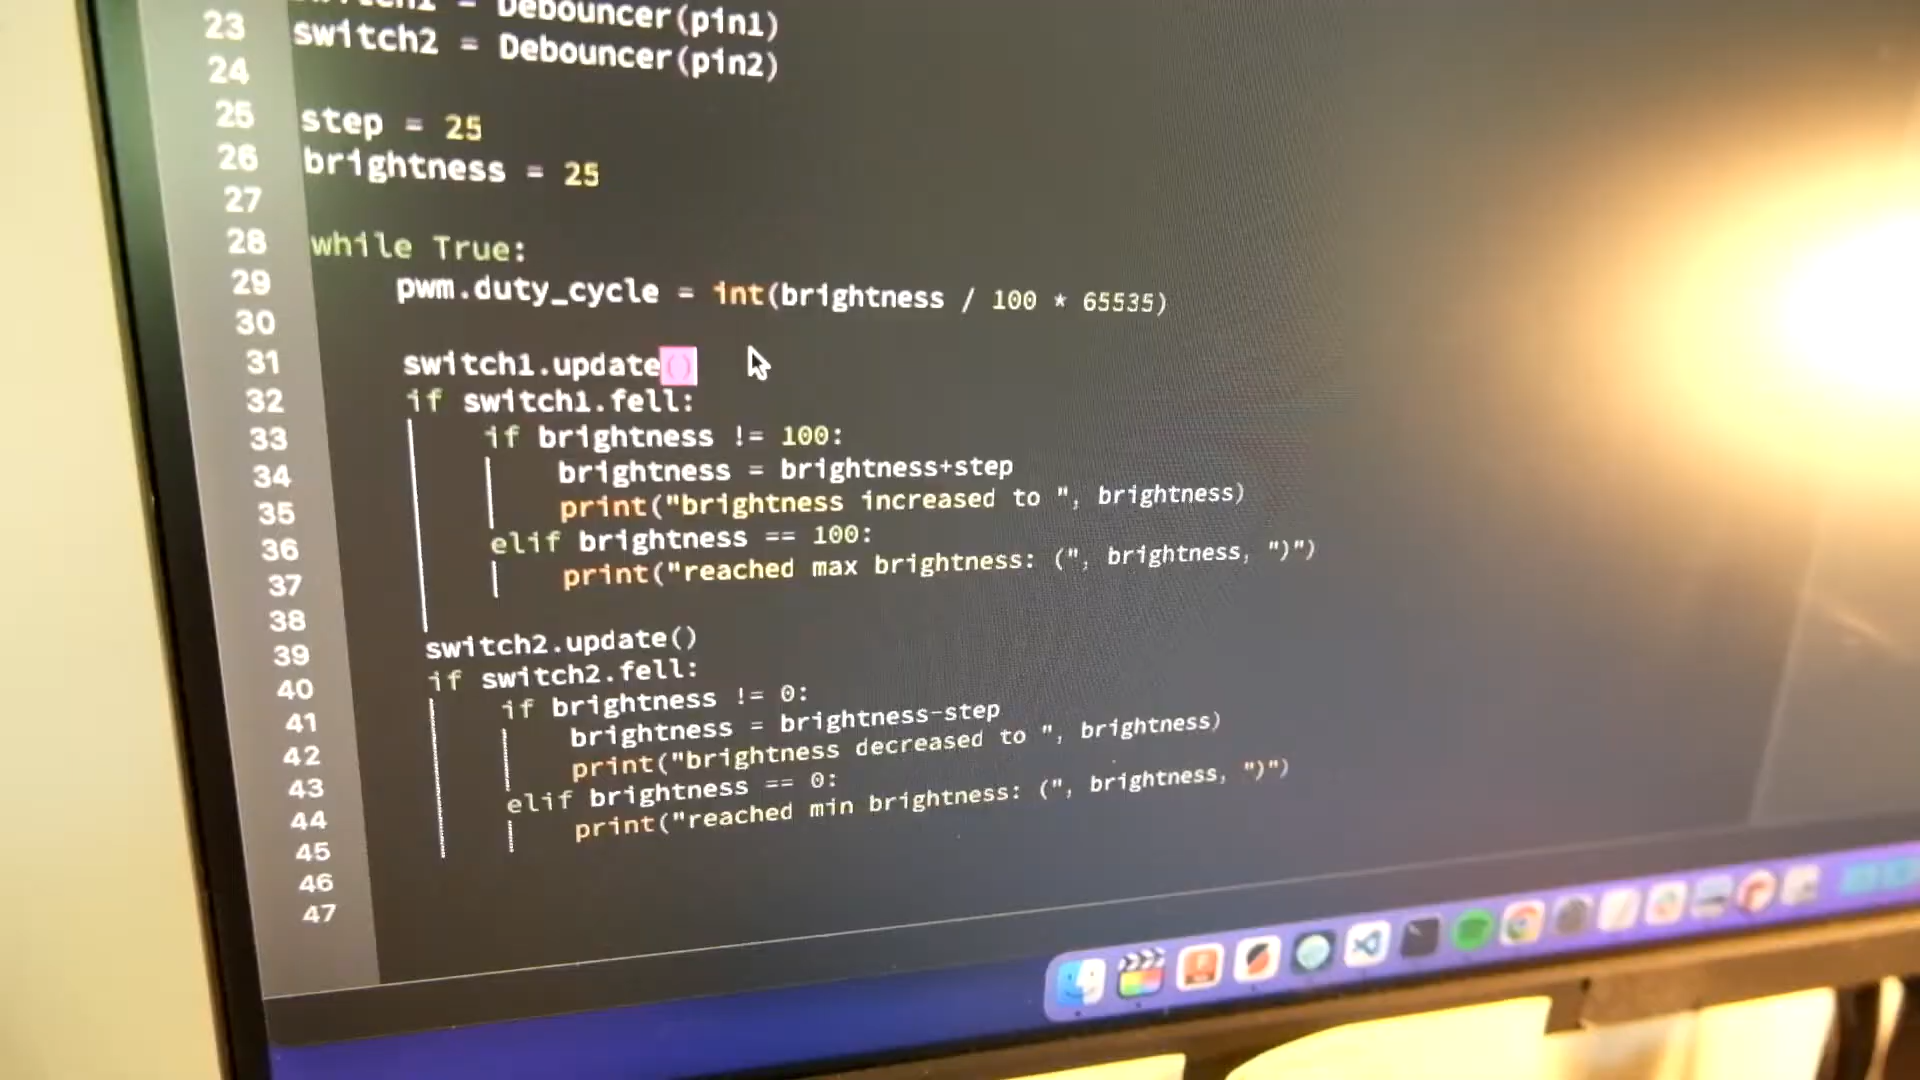 switch1 = Debouncer(pin1)
23 switch2 = Debouncer(pin2)
24
25 step = 25
26 brightness = 25
27
28 while True:
29 pwm.duty_cycle = int(brightness / 100 * 65535)
30
31 switch1.update()
32 if switch1.fell:
33 if brightness != 100:
34 brightness = brightness+step
35 print("brightness increased to ", brightness)
36 elif brightness == 100:
37 print("reached max brightness: (", brightness, ")")
38
39 switch2.update()
40 if switch2.fell:
41 if brightness != 0:
42 brightness = brightness-step
43 print("brightness decreased to ", brightness)
44 elif brightness == 0:
45 print("reached min brightness: (", brightness, ")")
46
47